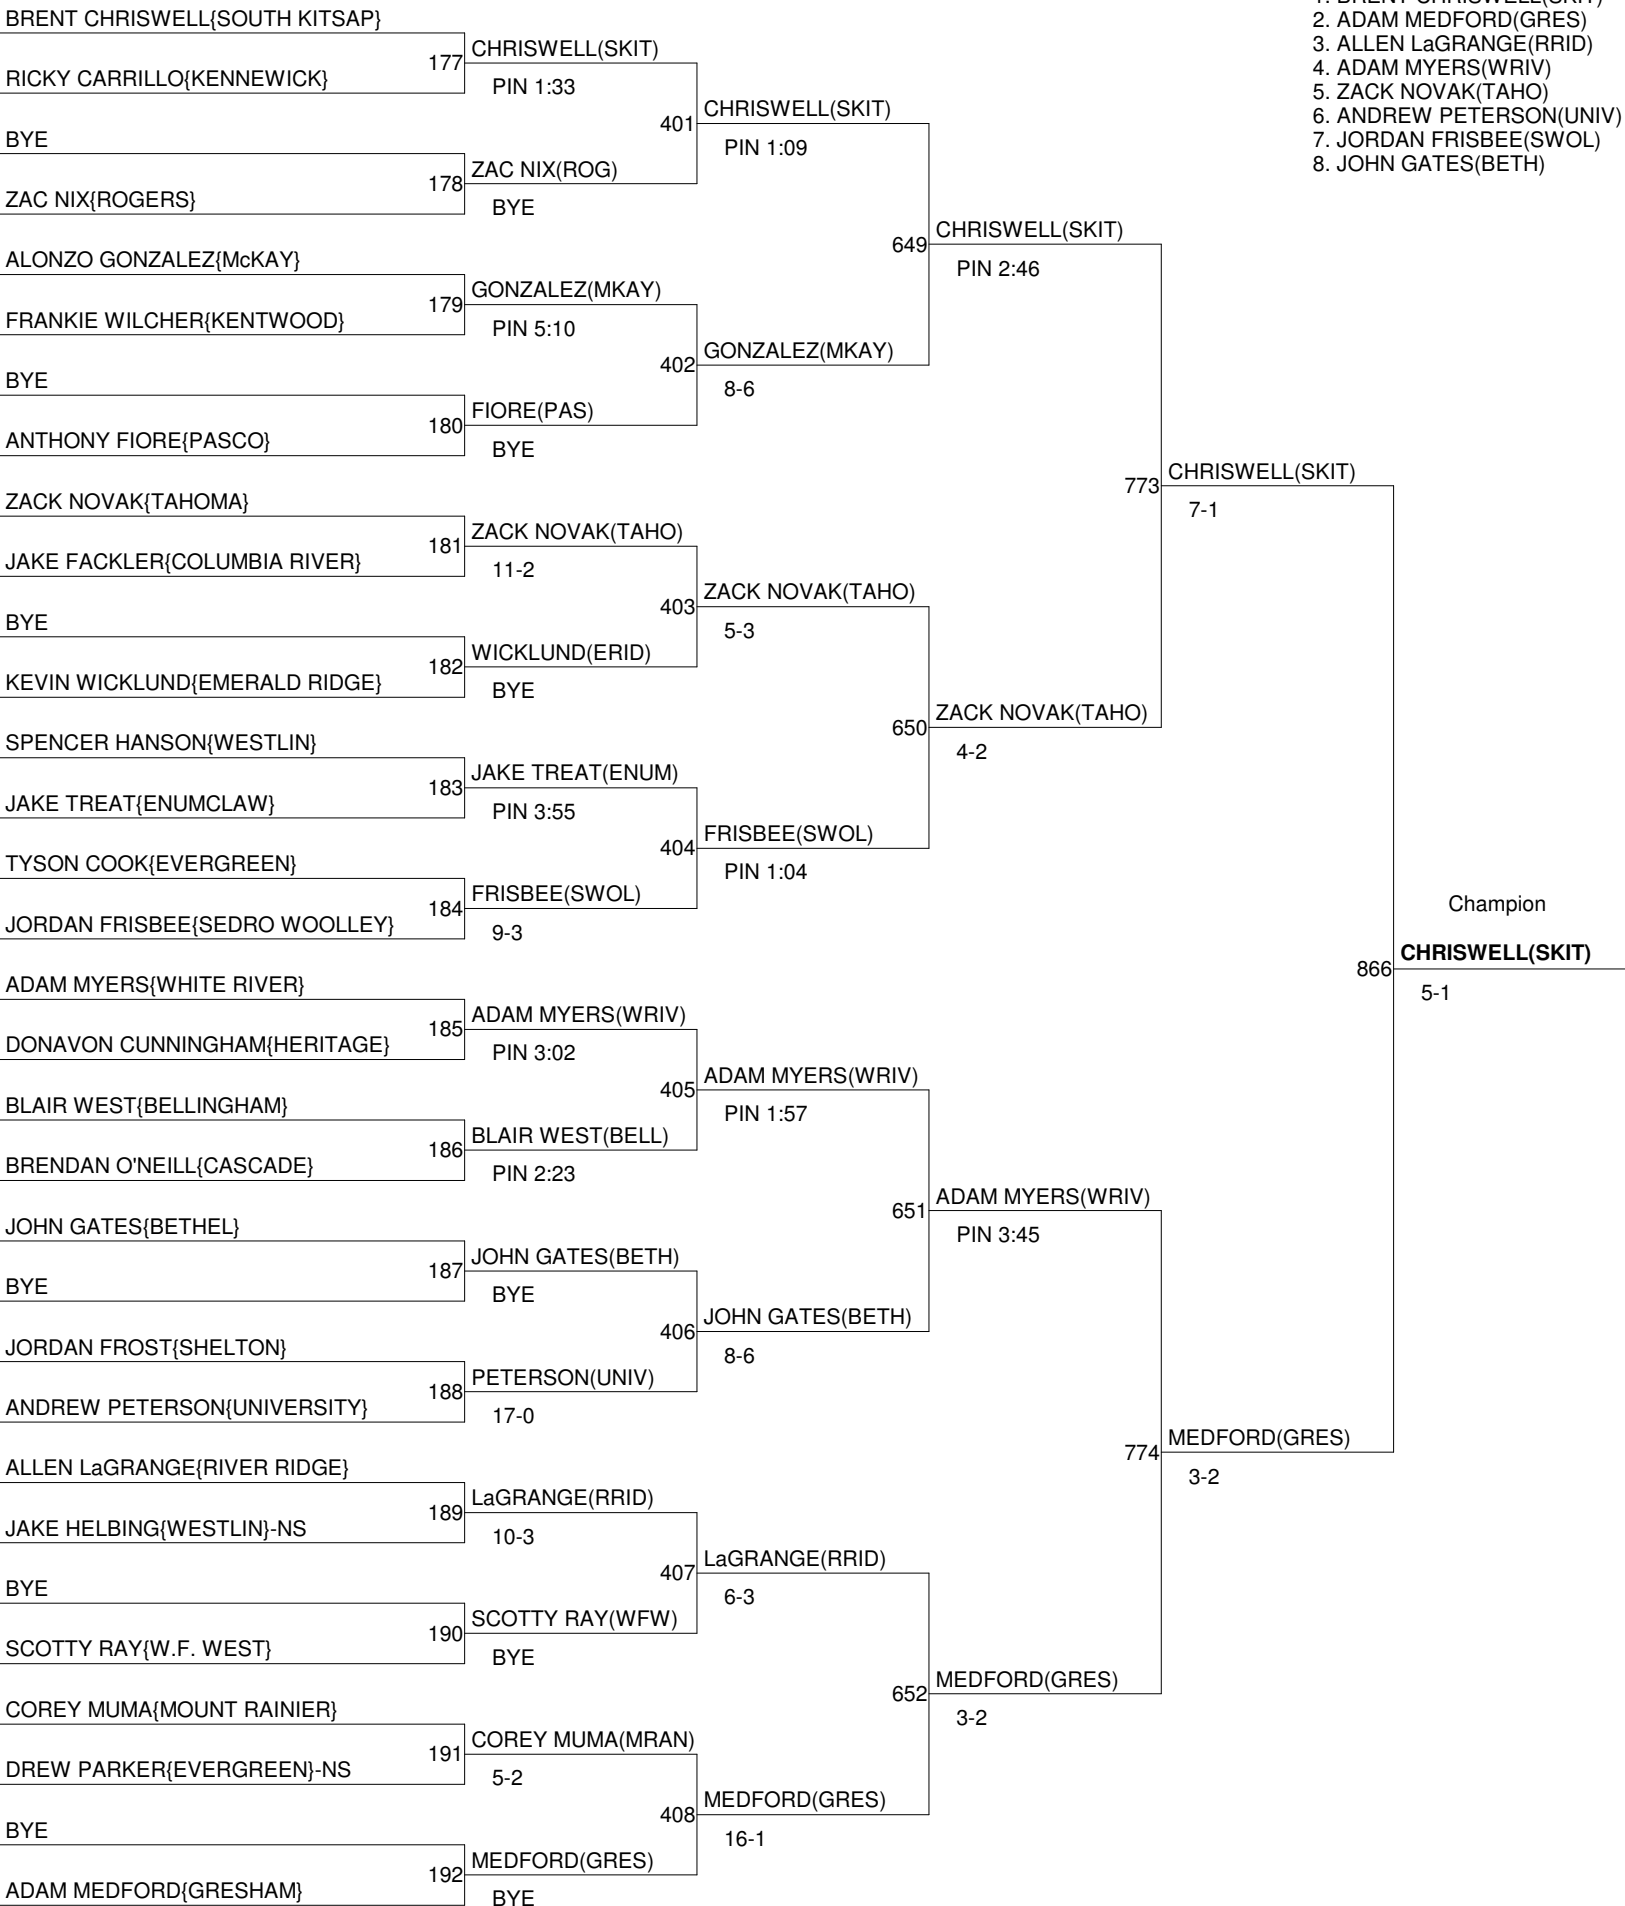 1. BRENT CHRISWELL(SKIT)
2. ADAM MEDFORD(GRES)
3. ALLEN LaGRANGE(RRID)
4. ADAM MYERS(WRIV)
5. ZACK NOVAK(TAHO)
6. ANDREW PETERSON(UNIV)
7. JORDAN FRISBEE(SWOL)
8. JOHN GATES(BETH)
BRENT CHRISWELL{SOUTH KITSAP}
RICKY CARRILLO{KENNEWICK}
BYE
ZAC NIX{ROGERS}
ALONZO GONZALEZ{McKAY}
FRANKIE WILCHER{KENTWOOD}
BYE
ANTHONY FIORE{PASCO}
ZACK NOVAK{TAHOMA}
JAKE FACKLER{COLUMBIA RIVER}
BYE
KEVIN WICKLUND{EMERALD RIDGE}
SPENCER HANSON{WESTLIN}
JAKE TREAT{ENUMCLAW}
TYSON COOK{EVERGREEN}
JORDAN FRISBEE{SEDRO WOOLLEY}
ADAM MYERS{WHITE RIVER}
DONAVON CUNNINGHAM{HERITAGE}
BLAIR WEST{BELLINGHAM}
BRENDAN O'NEILL{CASCADE}
JOHN GATES{BETHEL}
BYE
JORDAN FROST{SHELTON}
ANDREW PETERSON{UNIVERSITY}
ALLEN LaGRANGE{RIVER RIDGE}
JAKE HELBING{WESTLIN}-NS
BYE
SCOTTY RAY{W.F. WEST}
COREY MUMA{MOUNT RAINIER}
DREW PARKER{EVERGREEN}-NS
BYE
ADAM MEDFORD{GRESHAM}
177 CHRISWELL(SKIT)
PIN 1:33
178 ZAC NIX(ROG)
BYE
179 GONZALEZ(MKAY)
PIN 5:10
180 FIORE(PAS)
BYE
181 ZACK NOVAK(TAHO)
11-2
182 WICKLUND(ERID)
BYE
183 JAKE TREAT(ENUM)
PIN 3:55
184 FRISBEE(SWOL)
9-3
185 ADAM MYERS(WRIV)
PIN 3:02
186 BLAIR WEST(BELL)
PIN 2:23
187 JOHN GATES(BETH)
BYE
188 PETERSON(UNIV)
17-0
189 LaGRANGE(RRID)
10-3
190 SCOTTY RAY(WFW)
BYE
191 COREY MUMA(MRAN)
5-2
192 MEDFORD(GRES)
BYE
401 CHRISWELL(SKIT)
PIN 1:09
402 GONZALEZ(MKAY)
8-6
403 ZACK NOVAK(TAHO)
5-3
404 FRISBEE(SWOL)
PIN 1:04
405 ADAM MYERS(WRIV)
PIN 1:57
406 JOHN GATES(BETH)
8-6
407 LaGRANGE(RRID)
6-3
408 MEDFORD(GRES)
16-1
649 CHRISWELL(SKIT)
PIN 2:46
650 ZACK NOVAK(TAHO)
4-2
651 ADAM MYERS(WRIV)
PIN 3:45
652 MEDFORD(GRES)
3-2
773 CHRISWELL(SKIT)
7-1
774 MEDFORD(GRES)
3-2
Champion
866 CHRISWELL(SKIT)
5-1